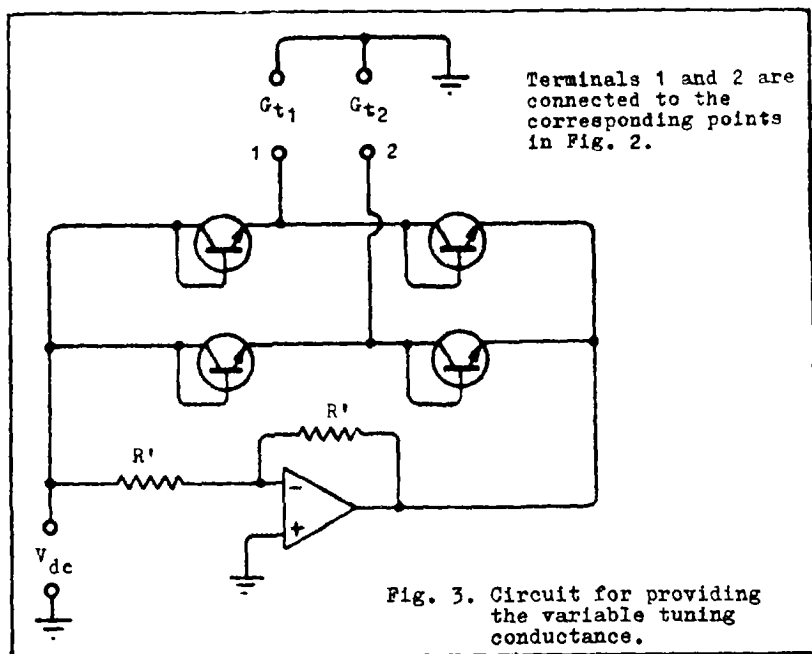 Terminals 1 and 2 are
connected to the
corresponding points
in Fig. 2.
Gt1
Gt2
1
2
R'
R'
-
+
Vdc
Fig. 3. Circuit for providing
the variable tuning
conductance.